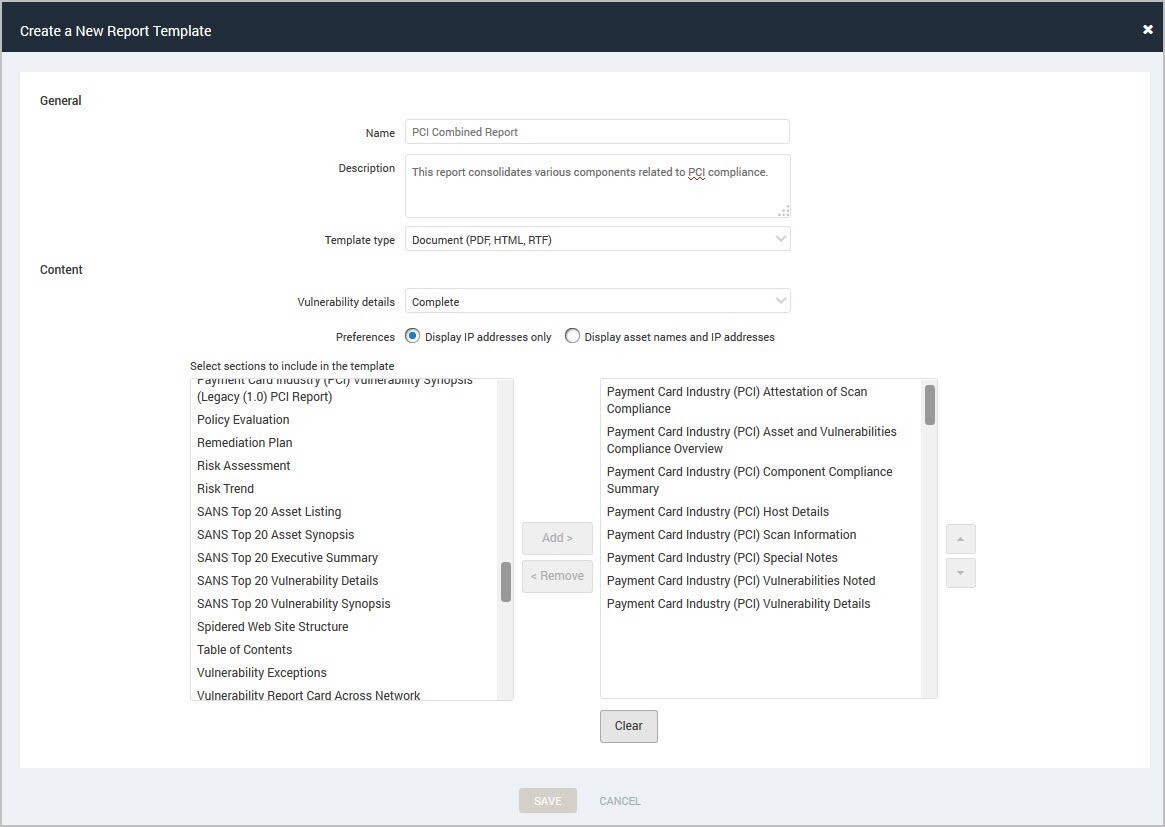 Create a New Report Template
General
Name
PCI Combined Report
Description
This report consolidates various components related to PCI compliance.
Template type
Document (PDF, HTML, RTF)
Content
Vulnerability details
Complete
Preferences
Display IP addresses only
Display asset names and IP addresses
Select sections to include in the template
Payment Card Industry (PCI) Vulnerability Synopsis
(Legacy (1.0) PCI Report)
Policy Evaluation
Remediation Plan
Risk Assessment
Risk Trend
SANS Top 20 Asset Listing
SANS Top 20 Asset Synopsis
SANS Top 20 Executive Summary
SANS Top 20 Vulnerability Details
SANS Top 20 Vulnerability Synopsis
Spidered Web Site Structure
Table of Contents
Vulnerability Exceptions
Vulnerability Report Card Across Network
Add >
< Remove
Payment Card Industry (PCI) Attestation of Scan
Compliance
Payment Card Industry (PCI) Asset and Vulnerabilities
Compliance Overview
Payment Card Industry (PCI) Component Compliance
Summary
Payment Card Industry (PCI) Host Details
Payment Card Industry (PCI) Scan Information
Payment Card Industry (PCI) Special Notes
Payment Card Industry (PCI) Vulnerabilities Noted
Payment Card Industry (PCI) Vulnerability Details
Clear
SAVE
CANCEL